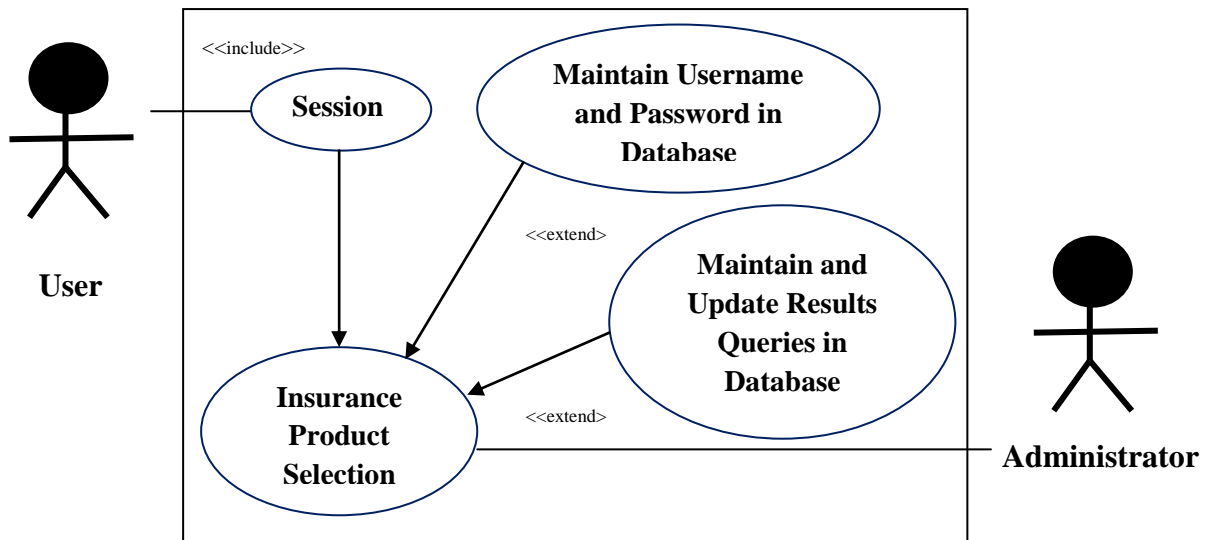 <<include>>
Session
Maintain Username
and Password in
Database
User
<<extend>
Maintain and
Update Results
Queries in
Database
Insurance
Product
Selection
<<extend>
Administrator